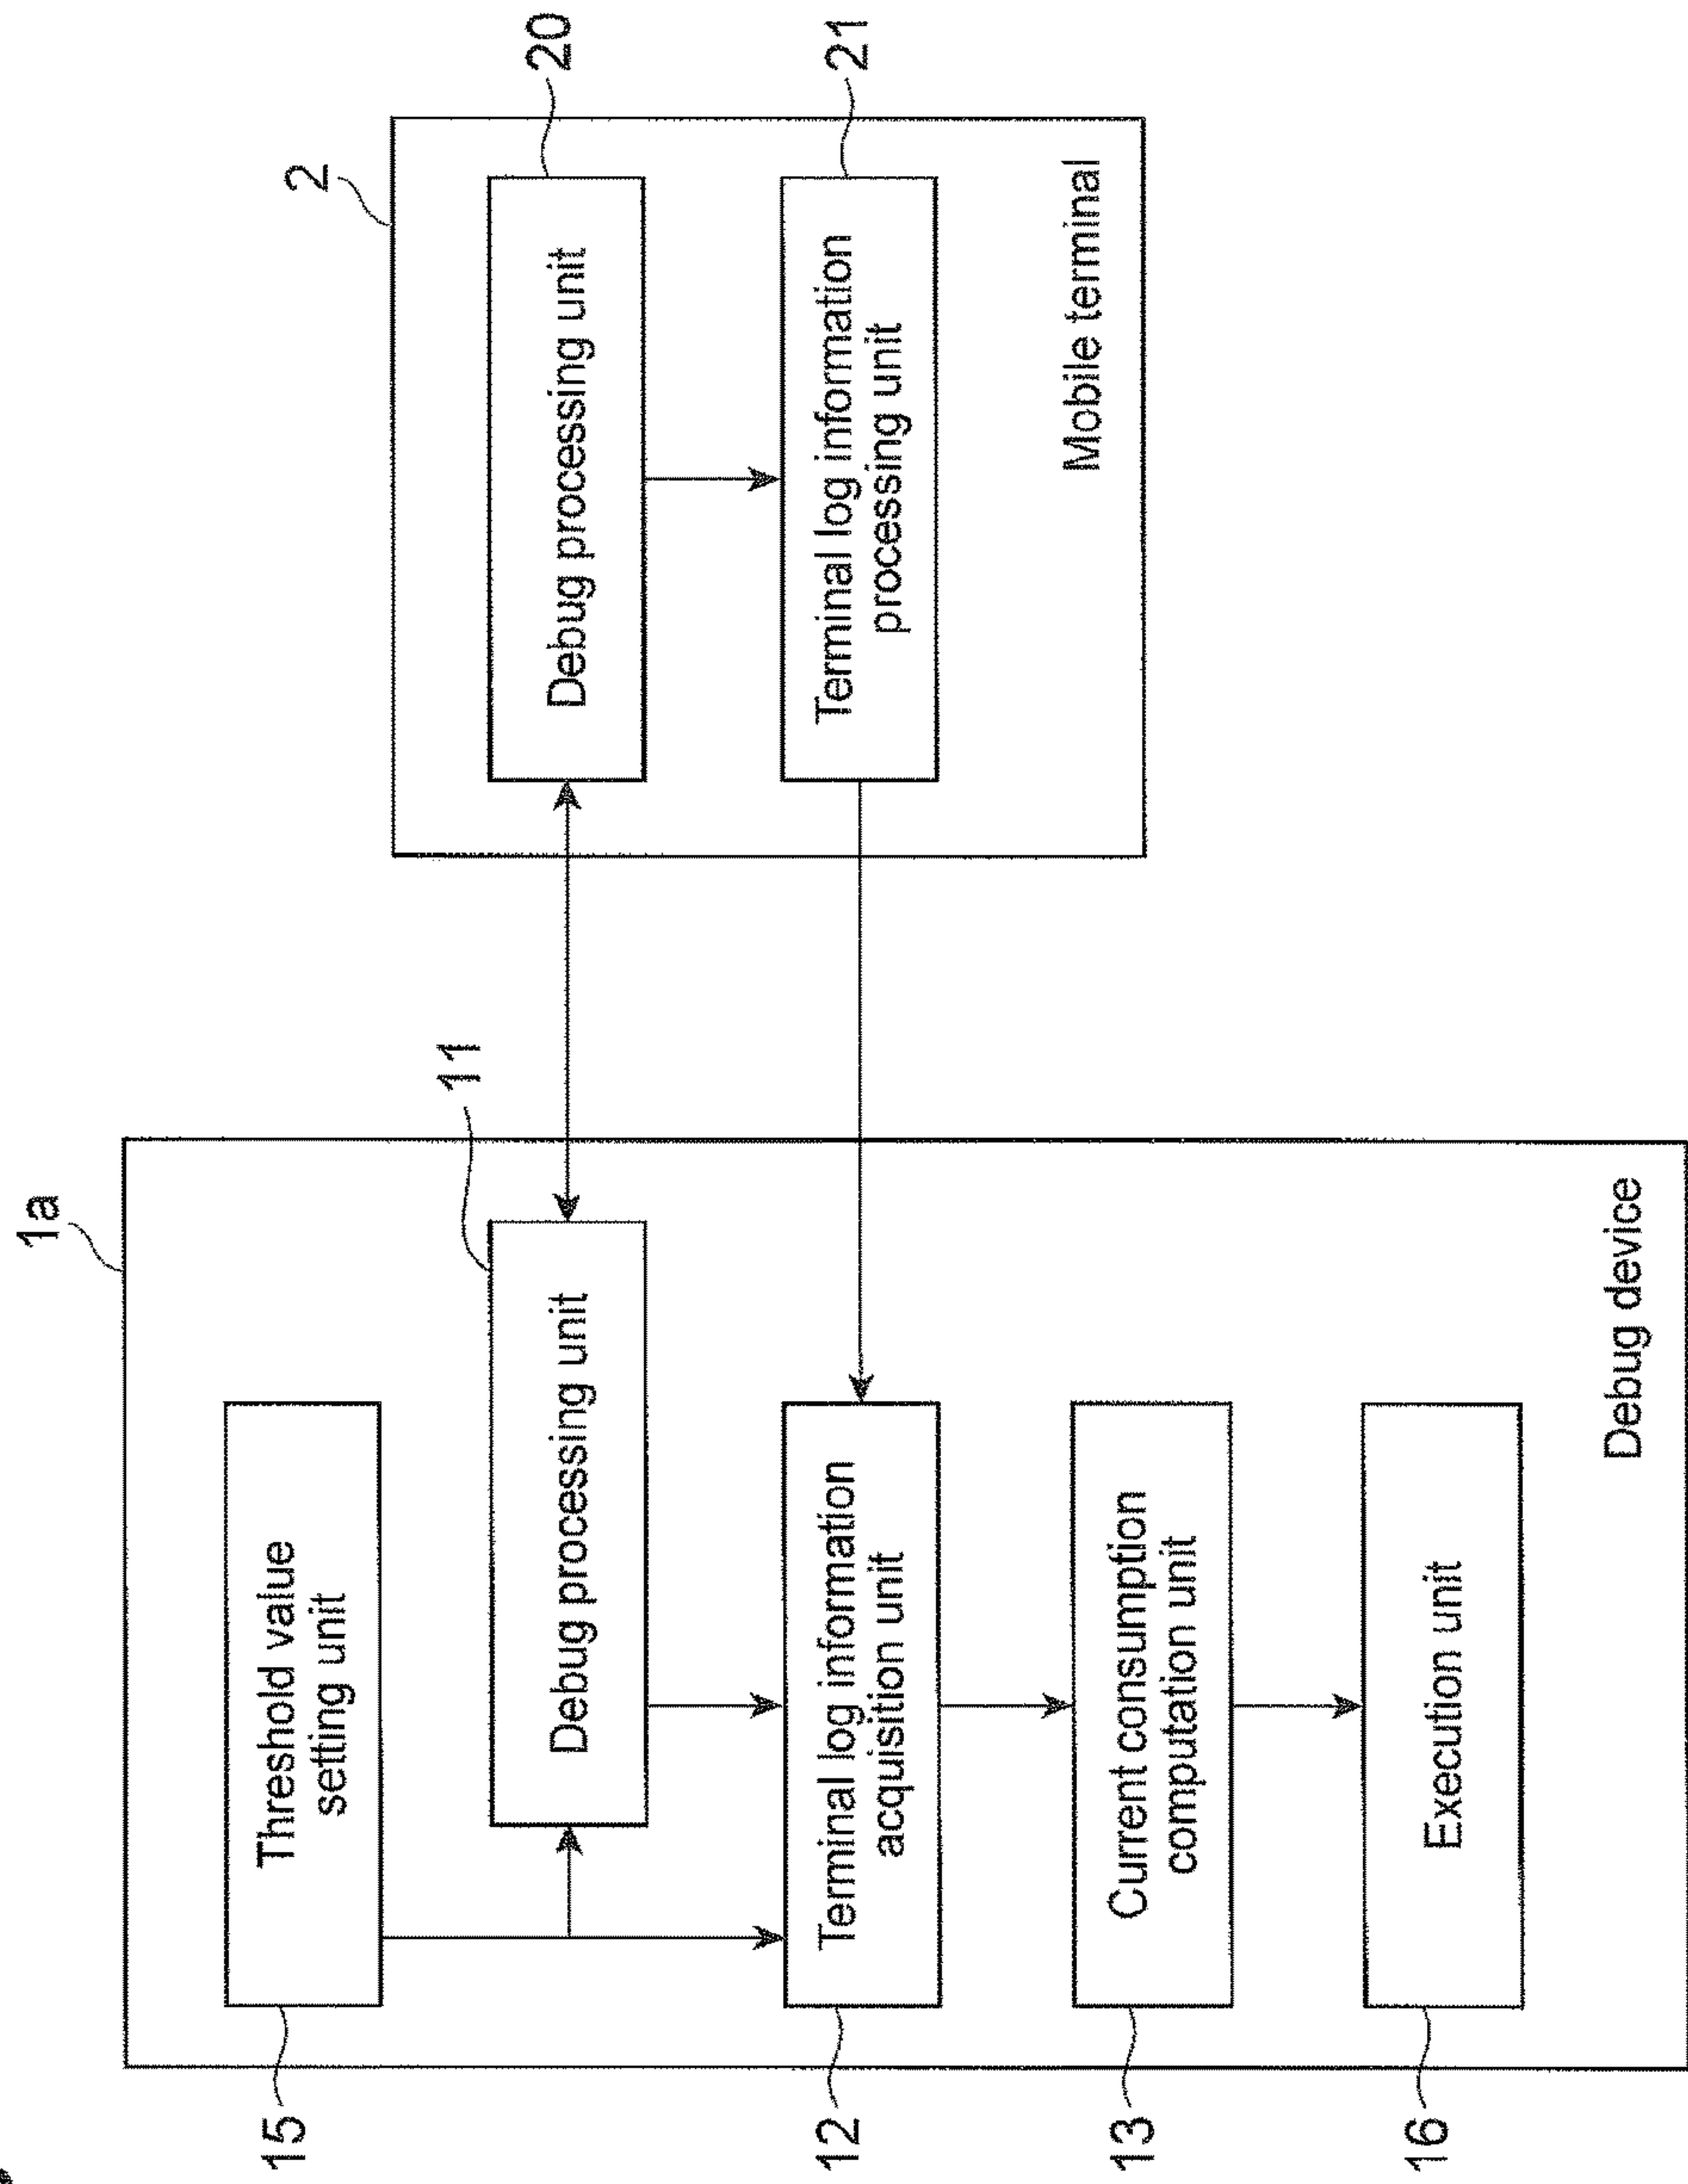 1a
15
Threshold value
setting unit
11
Debug processing unit
12
Terminal log information
acquisition unit
13
Current consumption
computation unit
16
Execution unit
Debug device
2
20
Debug processing unit
21
Terminal log information
processing unit
Mobile terminal